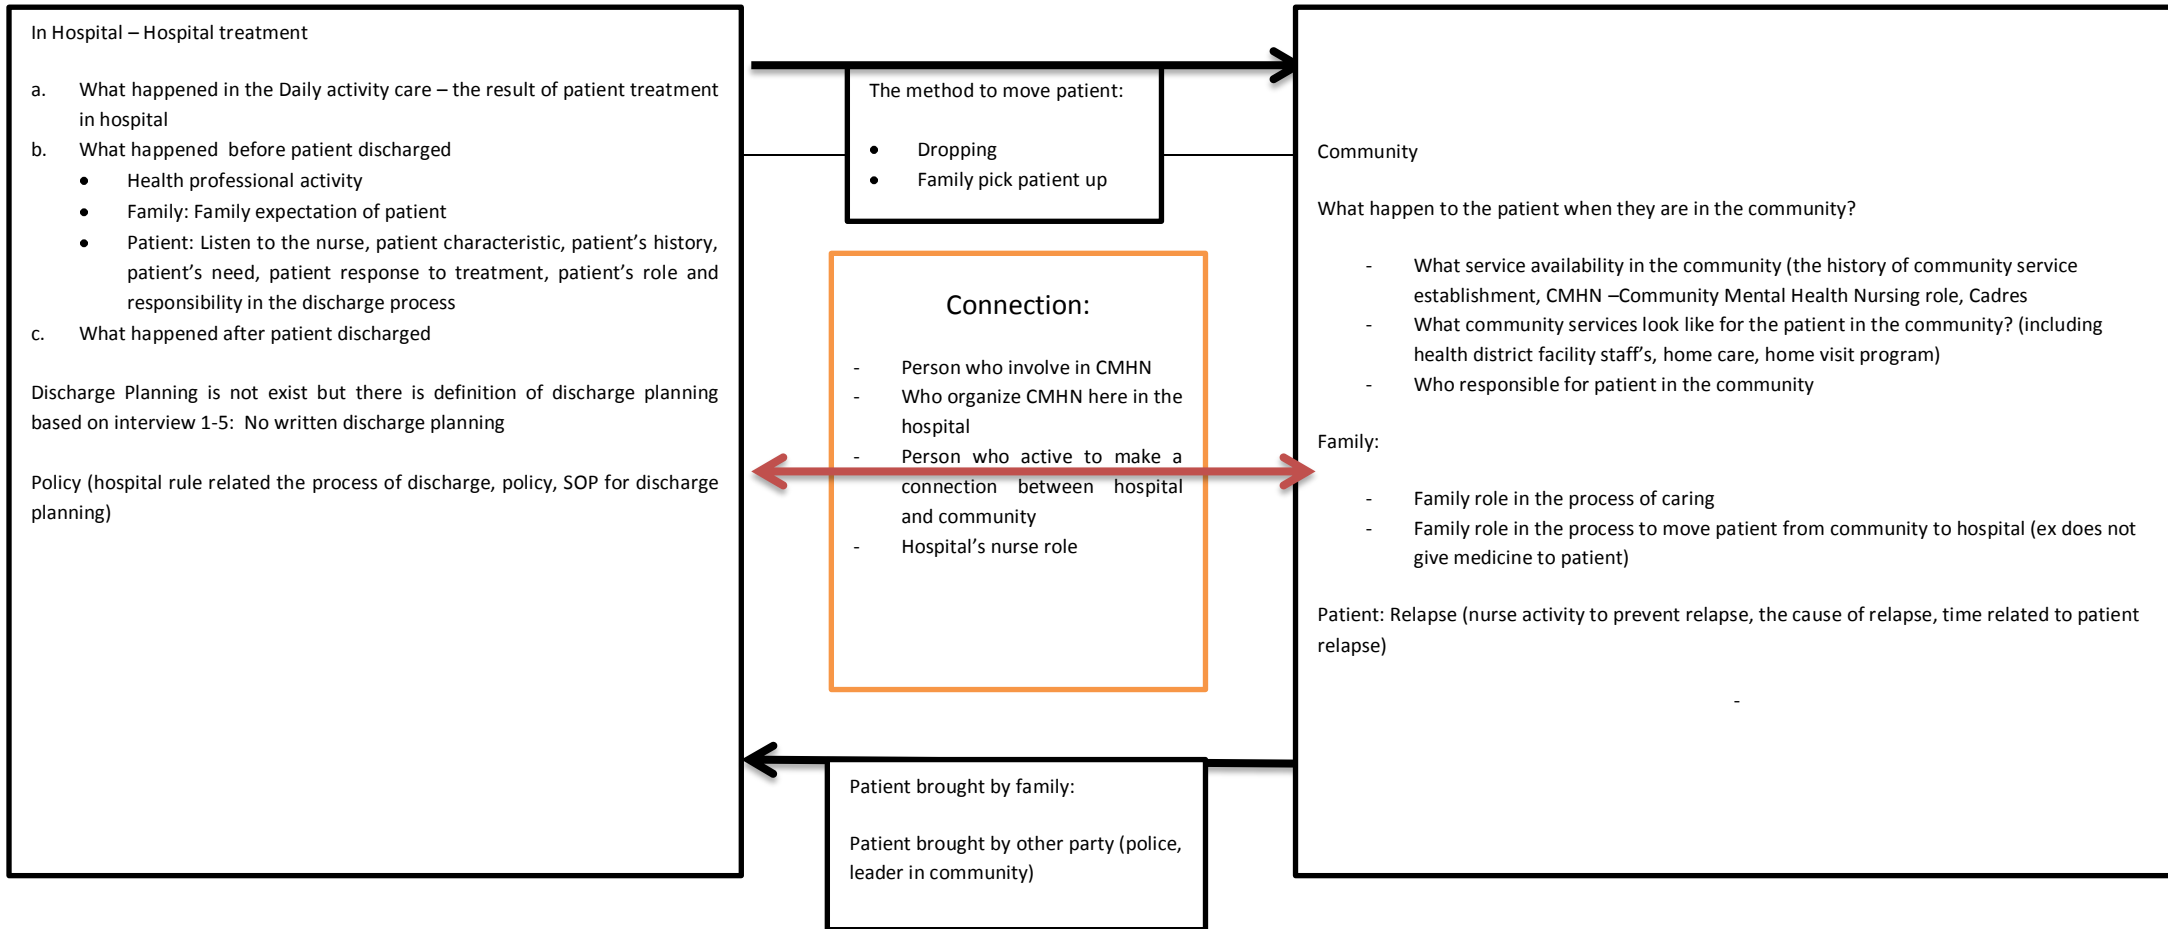 In Hospital – Hospital treatment
a. What happened in the Daily activity care – the result of patient treatment
in hospital
b. What happened before patient discharged
• Health professional activity
• Family: Family expectation of patient
• Patient: Listen to the nurse, patient characteristic, patient’s history,
patient’s need, patient response to treatment, patient’s role and
responsibility in the discharge process
c. What happened after patient discharged
Discharge Planning is not exist but there is definition of discharge planning
based on interview 1-5: No written discharge planning
Policy (hospital rule related the process of discharge, policy, SOP for discharge
planning)
The method to move patient:
• Dropping
• Family pick patient up
Connection:
- Person who involve in CMHN
- Who organize CMHN here in the
hospital
- Person who active to make a
connection between hospital
and community
- Hospital’s nurse role
Patient brought by family:
Patient brought by other party (police,
leader in community)
Community
What happen to the patient when they are in the community?
- What service availability in the community (the history of community service
establishment, CMHN –Community Mental Health Nursing role, Cadres
- What community services look like for the patient in the community? (including
health district facility staff’s, home care, home visit program)
- Who responsible for patient in the community
Family:
- Family role in the process of caring
- Family role in the process to move patient from community to hospital (ex does not
give medicine to patient)
Patient: Relapse (nurse activity to prevent relapse, the cause of relapse, time related to patient
relapse)
-